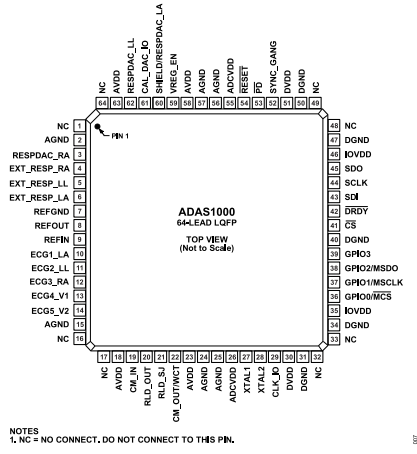 NC
AVDD
RESPDAC_LL
CAL_DAC_IO
SHIELD/RESPDAC_LA
VREG_EN
AVDD
AGND
AGND
ADCVDD
RESET
PD
SYNC_GANG
DVDD
DGND
NC
64 63 62 61 60 59 58 57 56 55 54 53 52 51 50 49
NC 1
AGND 2
RESPDAC_RA 3
EXT_RESP_RA 4
EXT_RESP_LL 5
EXT_RESP_LA 6
REFGND 7
REFOUT 8
REFIN 9
ECG1_LA 10
ECG2_LL 11
ECG3_RA 12
ECG4_V1 13
ECG5_V2 14
AGND 15
NC 16
PIN 1
ADAS1000
64-LEAD LQFP
TOP VIEW
(Not to Scale)
48 NC
47 DGND
46 IOVDD
45 SDO
44 SCLK
43 SDI
42 DRDY
41 CS
40 DGND
39 GPIO3
38 GPIO2/MSDO
37 GPIO1/MSCLK
36 GPIO0/MCS
35 IOVDD
34 DGND
33 NC
17 18 19 20 21 22 23 24 25 26 27 28 29 30 31 32
NC
AVDD
CM_IN
RLD_OUT
RLD_SJ
CM_OUT/WCT
AVDD
AGND
AGND
ADCVDD
XTAL1
XTAL2
CLK_IO
DVDD
DGND
NC
NOTES
1. NC = NO CONNECT. DO NOT CONNECT TO THIS PIN.